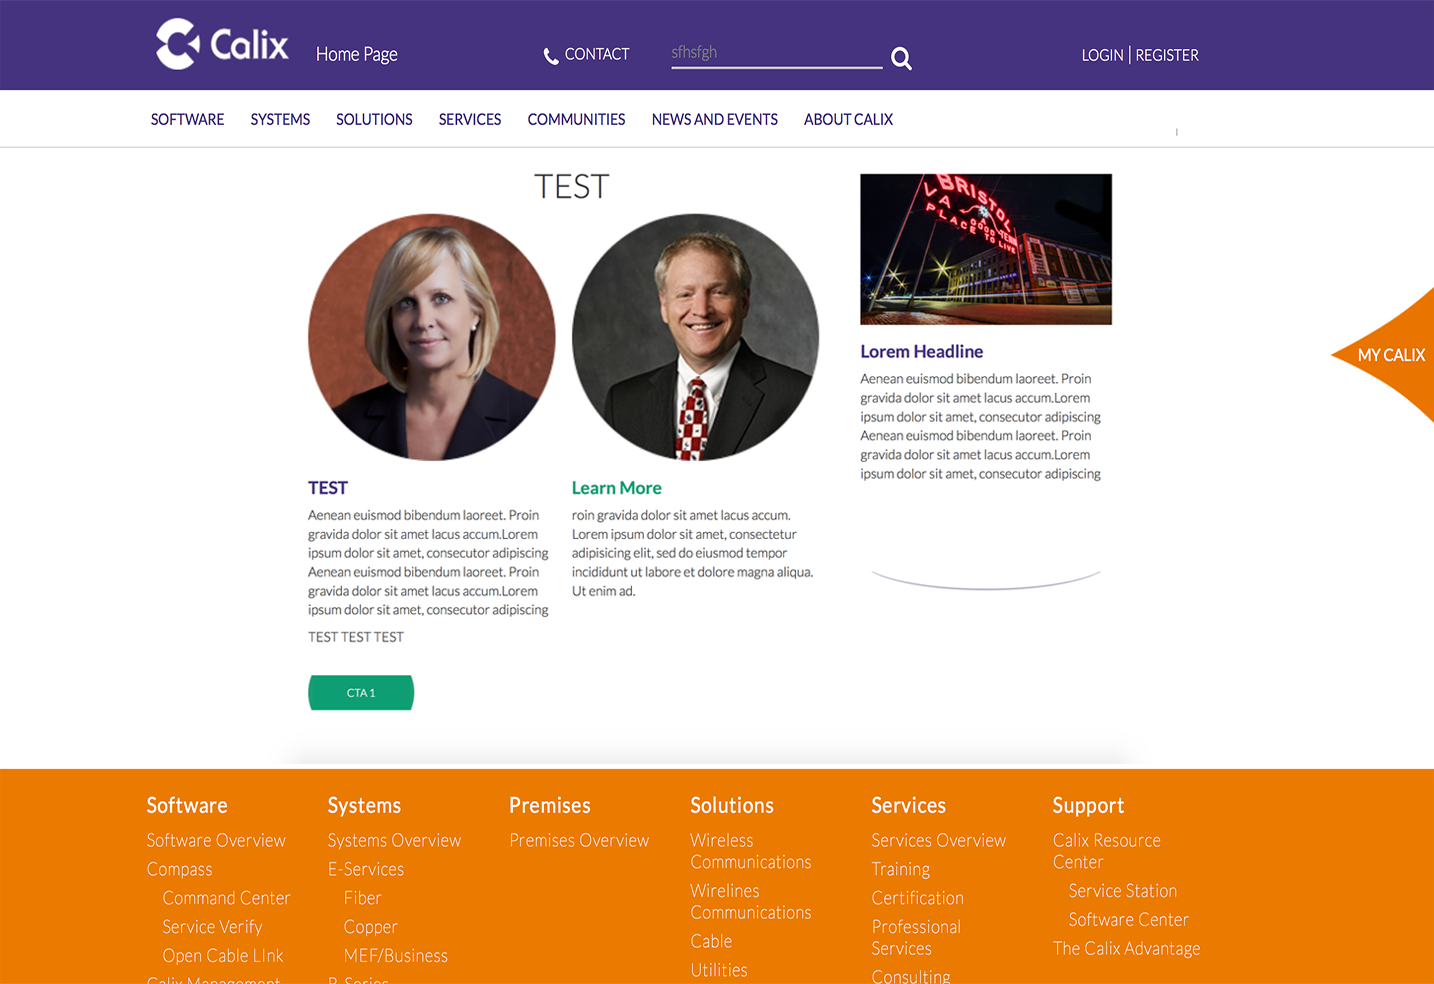 Calix
Home Page
CONTACT
sfhsfgh
LOGIN | REGISTER
SOFTWARE
SYSTEMS
SOLUTIONS
SERVICES
COMMUNITIES
NEWS AND EVENTS
ABOUT CALIX
TEST
TEST
Aenean euismod bibendum laoreet. Proin
gravida dolor sit amet lacus accum.Lorem
ipsum dolor sit amet, consecutor adipiscing
Aenean euismod bibendum laoreet. Proin
gravida dolor sit amet lacus accum.Lorem
ipsum dolor sit amet, consecutor adipiscing
TEST TEST TEST
CTA 1
Learn More
roin gravida dolor sit amet lacus accum.
Lorem ipsum dolor sit amet, consectetur
adipisicing elit, sed do eiusmod tempor
incididunt ut labore et dolore magna aliqua.
Ut enim ad.
BRISTOL
VA
TENN
A GOOD
PLACE TO LIVE
Lorem Headline
Aenean euismod bibendum laoreet. Proin
gravida dolor sit amet lacus accum.Lorem
ipsum dolor sit amet, consecutor adipiscing
Aenean euismod bibendum laoreet. Proin
gravida dolor sit amet lacus accum.Lorem
ipsum dolor sit amet, consecutor adipiscing
MY CALIX
Software
Software Overview
Compass
Command Center
Service Verify
Open Cable LInk
Calix Management
Systems
Systems Overview
E-Services
Fiber
Copper
MEF/Business
B-Series
Premises
Premises Overview
Solutions
Wireless
Communications
Wirelines
Communications
Cable
Utilities
Services
Services Overview
Training
Certification
Professional
Services
Consulting
Support
Calix Resource
Center
Service Station
Software Center
The Calix Advantage